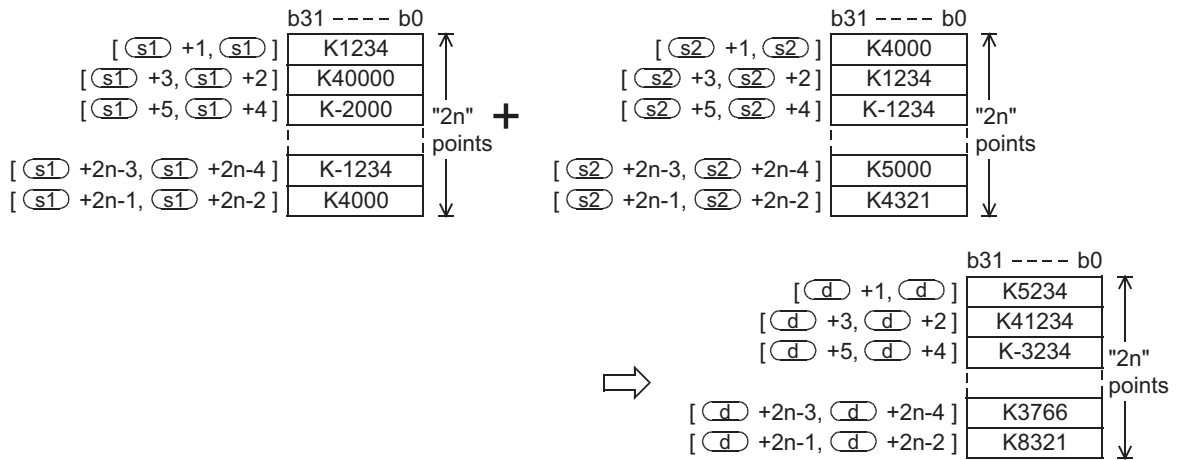 b31 ---- b0
[ s1 +1, s1 ] K1234
[ s1 +3, s1 +2 ] K40000
[ s1 +5, s1 +4 ] K-2000
"2n"
points
[ s1 +2n-3, s1 +2n-4 ] K-1234
[ s1 +2n-1, s1 +2n-2 ] K4000
+
b31 ---- b0
[ s2 +1, s2 ] K4000
[ s2 +3, s2 +2 ] K1234
[ s2 +5, s2 +4 ] K-1234
"2n"
points
[ s2 +2n-3, s2 +2n-4 ] K5000
[ s2 +2n-1, s2 +2n-2 ] K4321
b31 ---- b0
[ d +1, d ] K5234
[ d +3, d +2 ] K41234
[ d +5, d +4 ] K-3234
"2n"
points
[ d +2n-3, d +2n-4 ] K3766
[ d +2n-1, d +2n-2 ] K8321